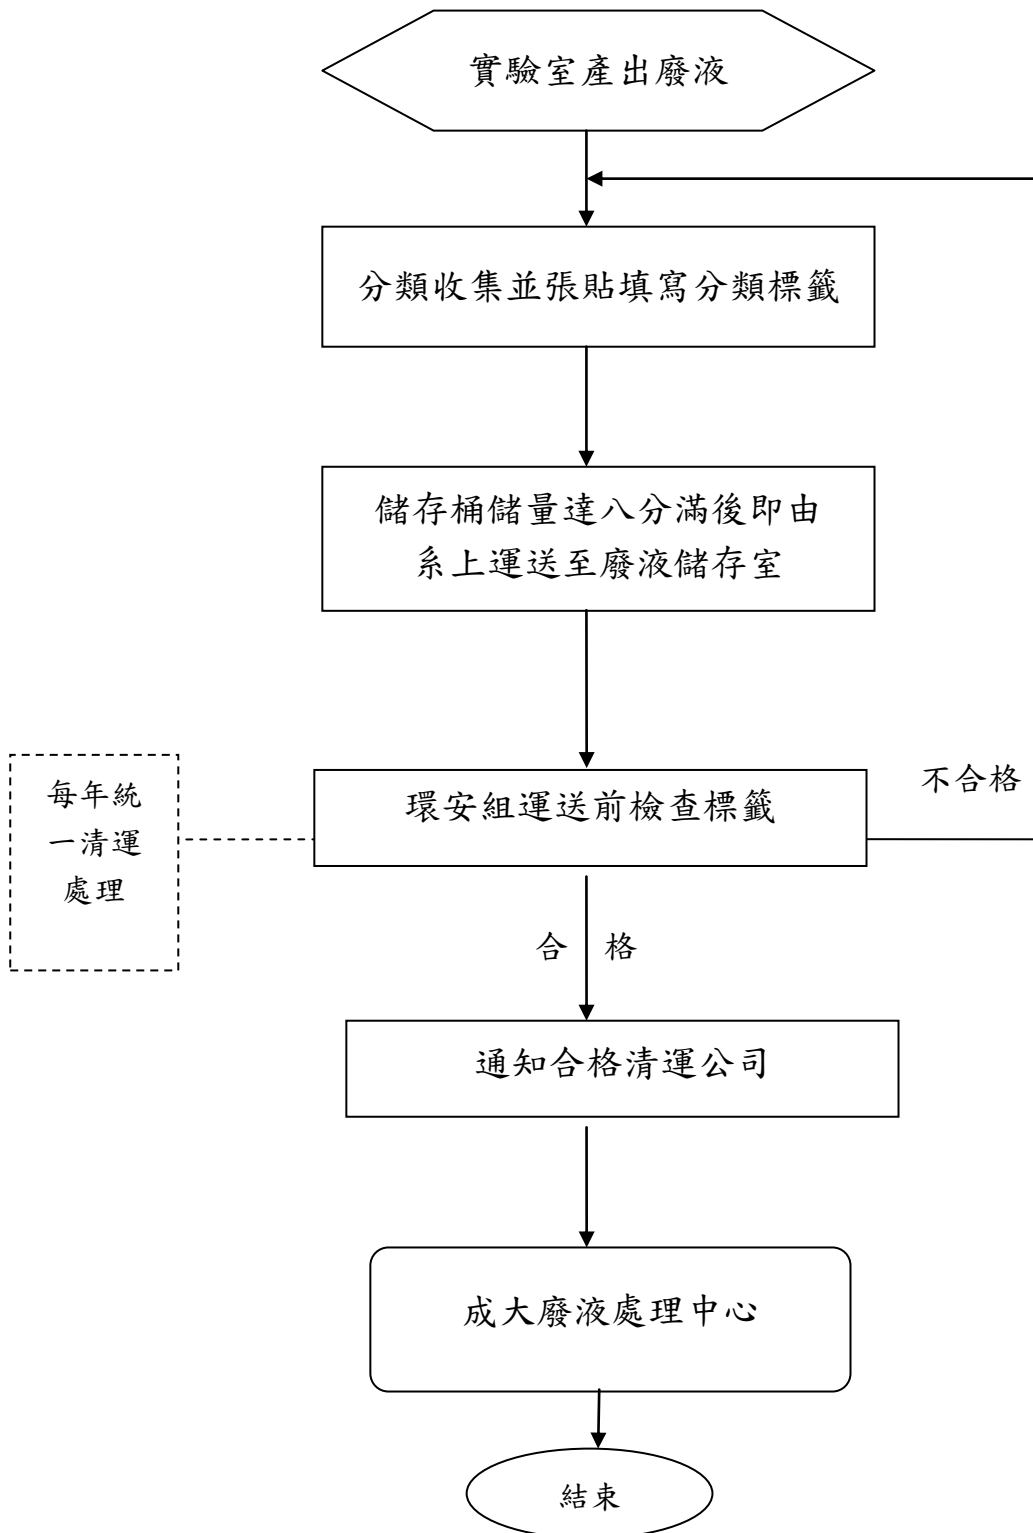 實驗室產出廢液
分類收集並張貼填寫分類標籤
儲存桶儲量達八分滿後即由
系上運送至廢液儲存室
每年統
一清運
處理
環安組運送前檢查標籤
不合格
合 格
通知合格清運公司
成大廢液處理中心
結束